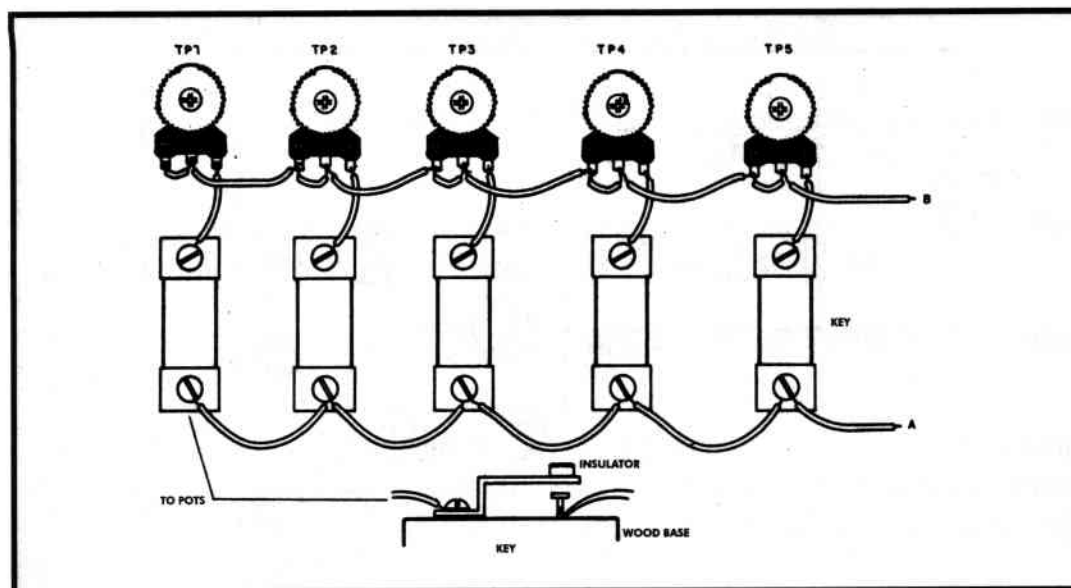 TP1 TP2 TP3 TP4 TP5
B
KEY
A
INSULATOR
TO POTS
WOOD BASE
KEY